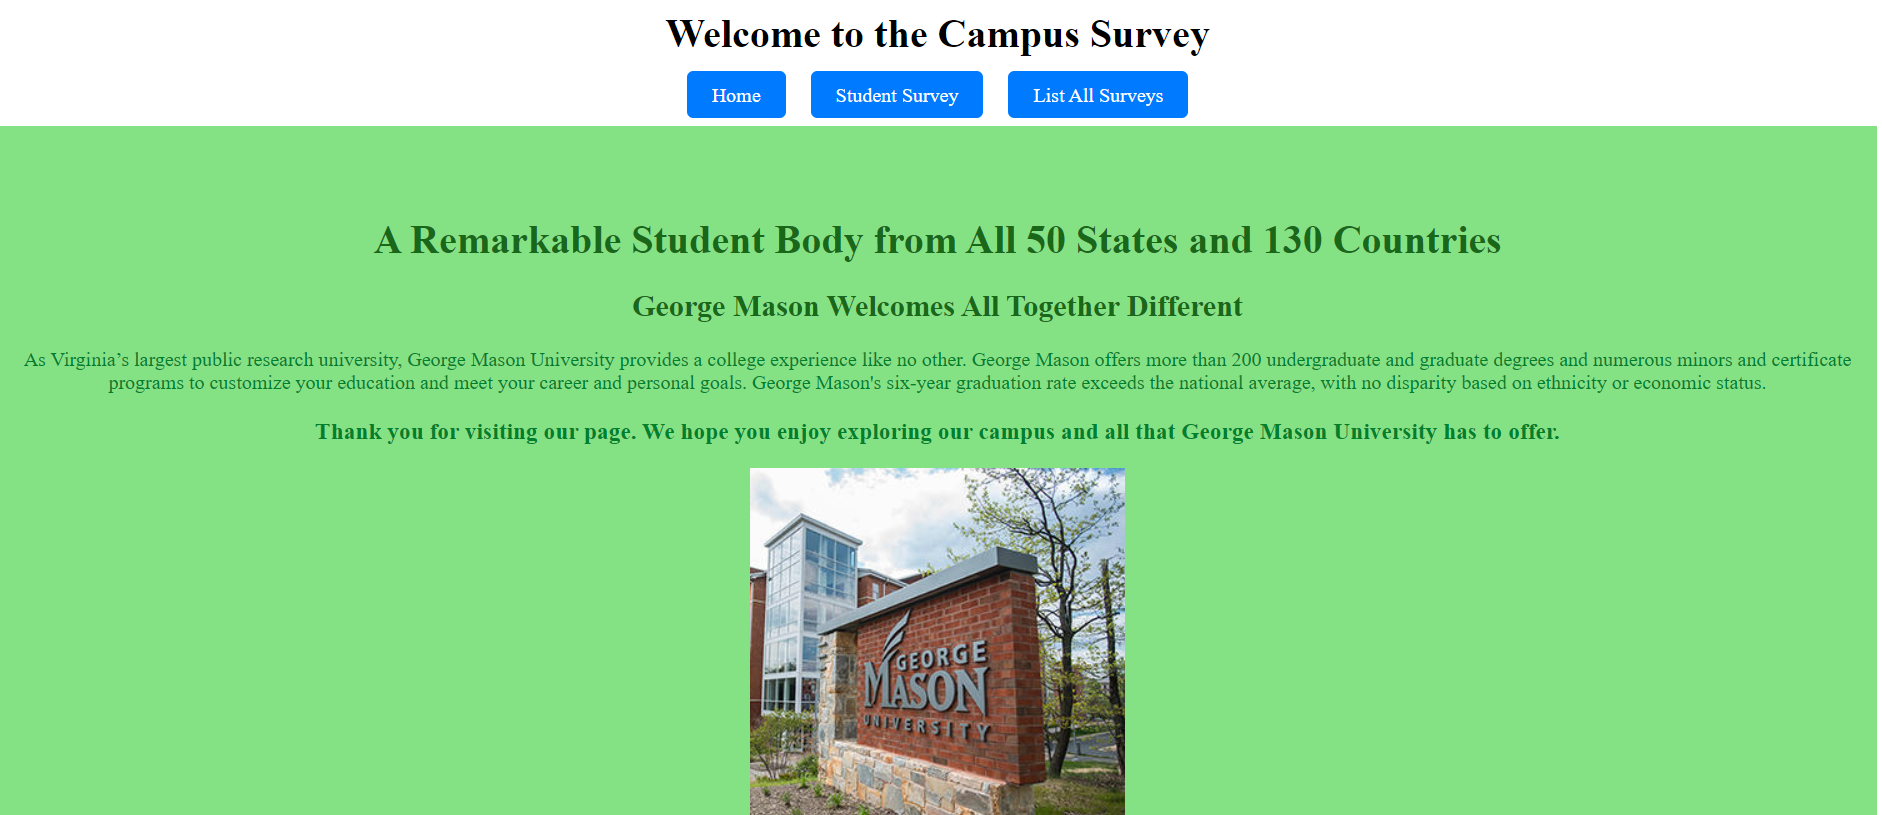 Welcome to the Campus Survey
Home
Student Survey
List All Surveys
A Remarkable Student Body from All 50 States and 130 Countries
George Mason Welcomes All Together Different
As Virginia’s largest public research university, George Mason University provides a college experience like no other. George Mason offers more than 200 undergraduate and graduate degrees and numerous minors and certificate
programs to customize your education and meet your career and personal goals. George Mason's six-year graduation rate exceeds the national average, with no disparity based on ethnicity or economic status.
Thank you for visiting our page. We hope you enjoy exploring our campus and all that George Mason University has to offer.
GEORGE
MASON
UNIVERSITY